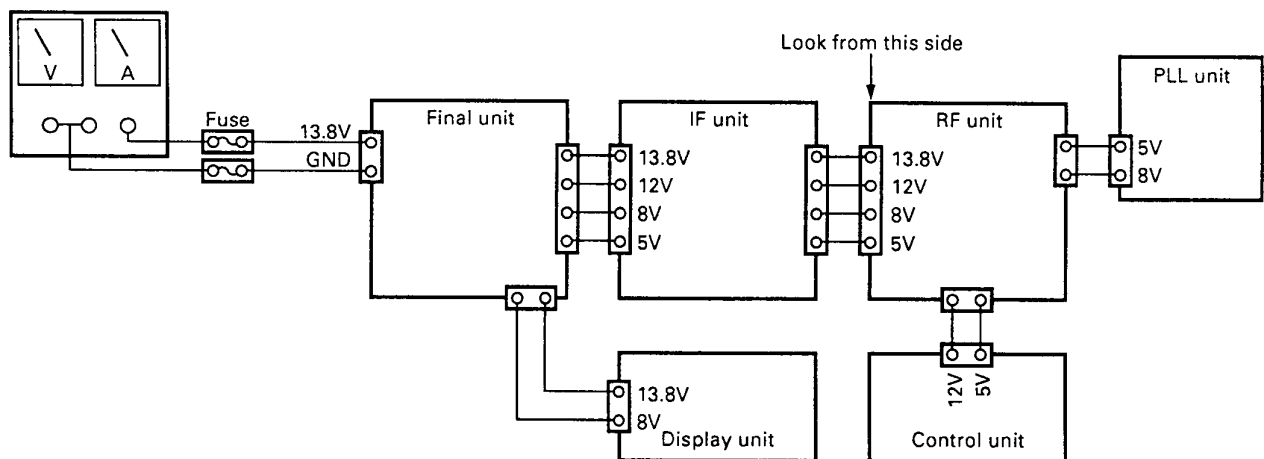 V
A
Fuse
13.8V
GND
Final unit
13.8V
12V
8V
5V
IF unit
Look from this side
13.8V
12V
8V
5V
RF unit
5V
8V
PLL unit
13.8V
8V
Display unit
12V
5V
Control unit